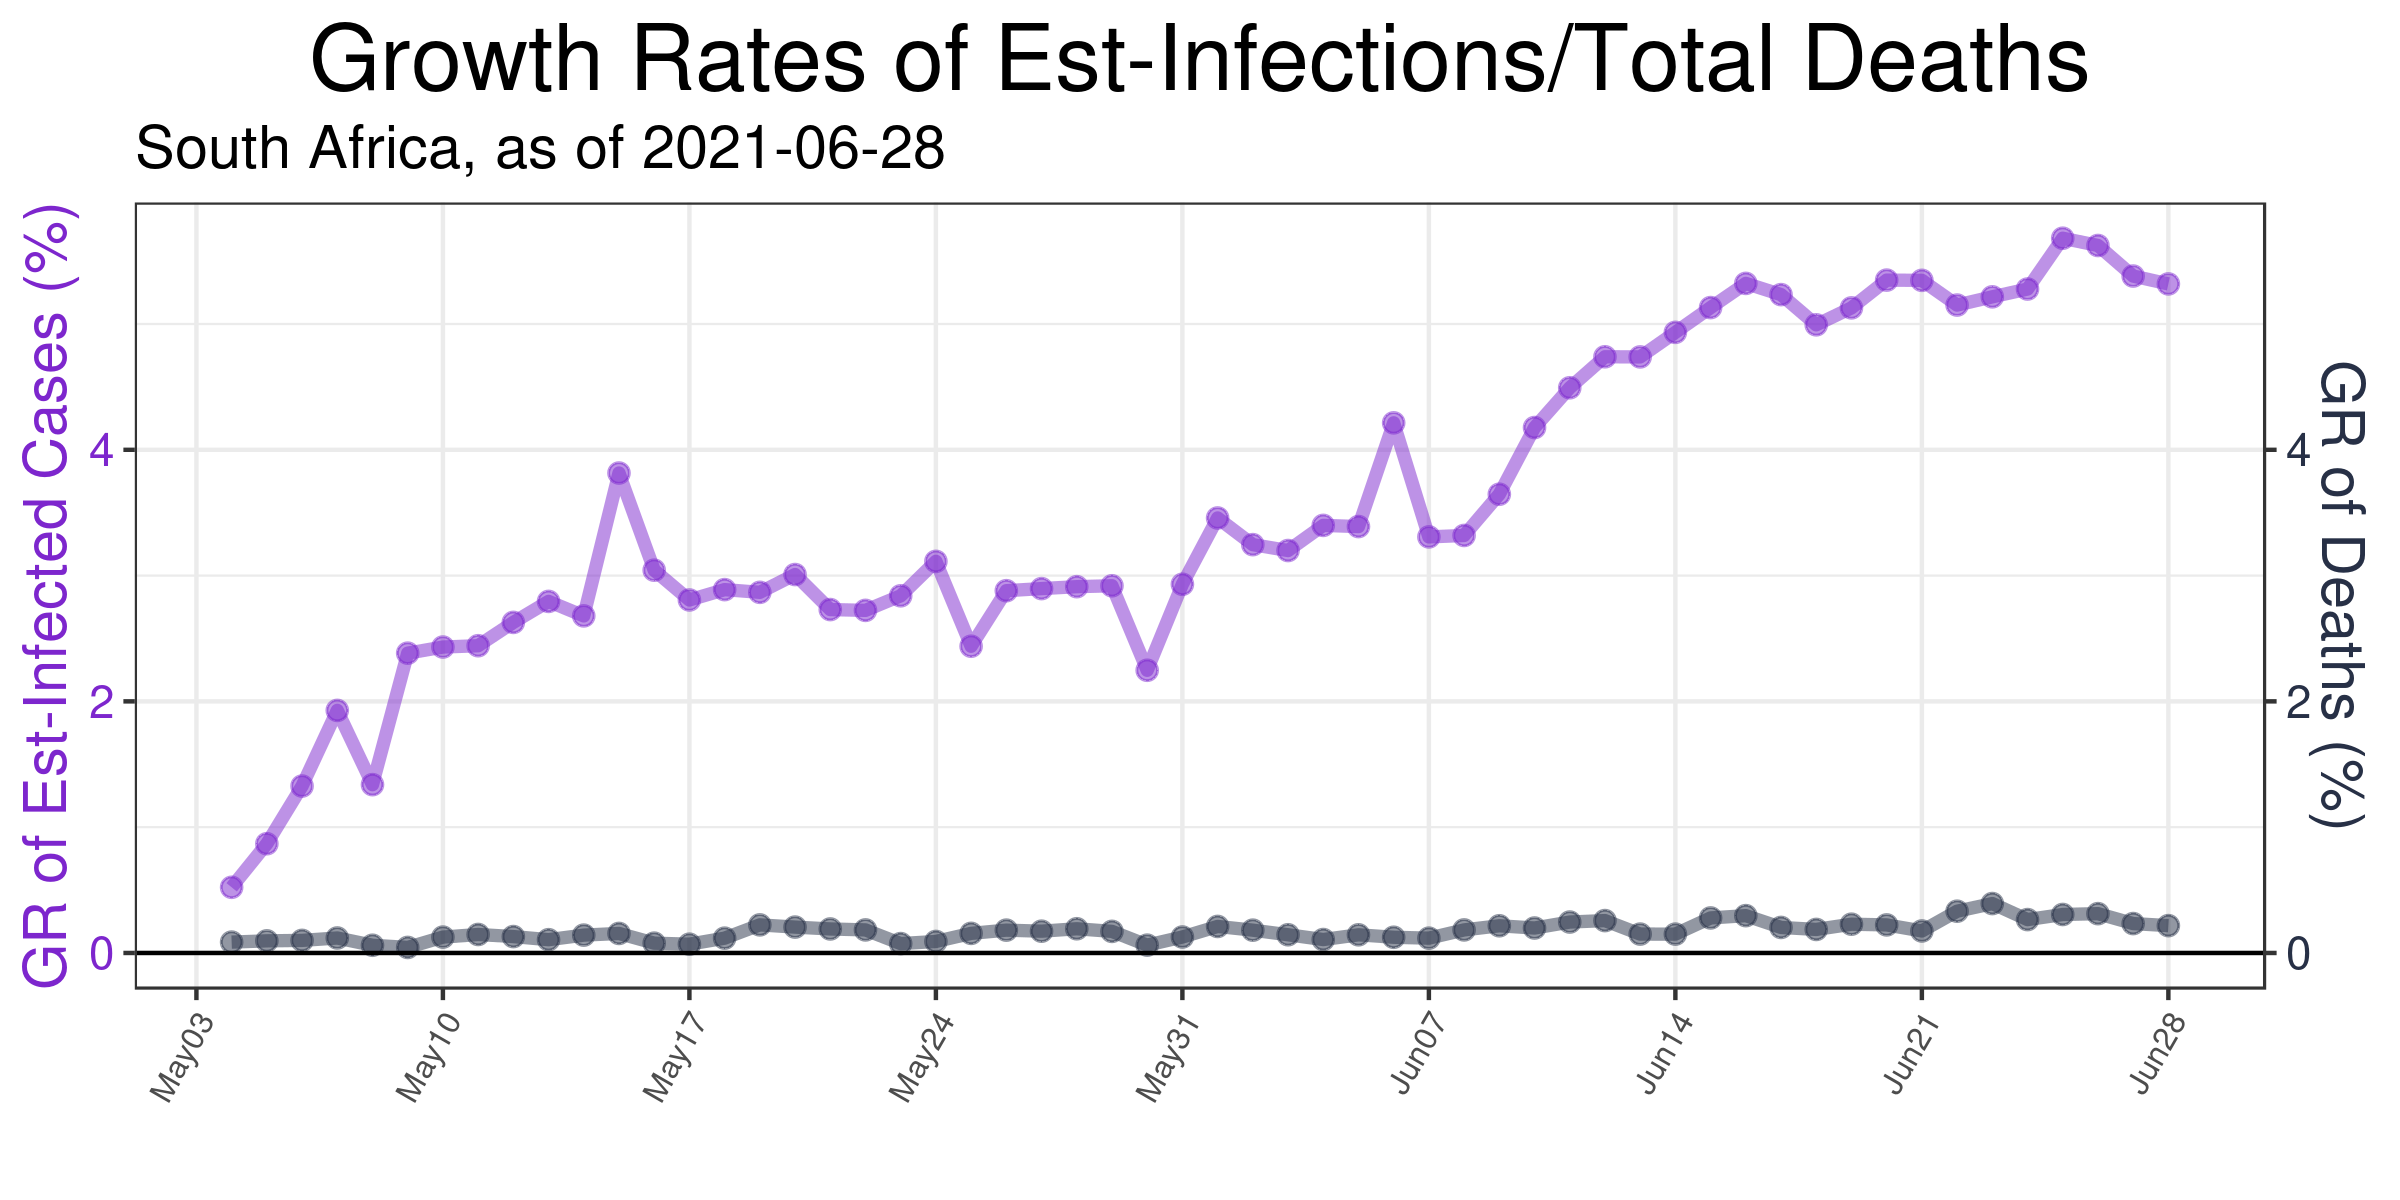 Growth Rates of Est-Infections/Total Deaths
South Africa, as of 2021-06-28
GR of Est-Infected Cases (%)
4
2
0
4
2
0
GR of Deaths (%)
May03
May10
May17
May24
May31
Jun07
Jun14
Jun21
Jun28